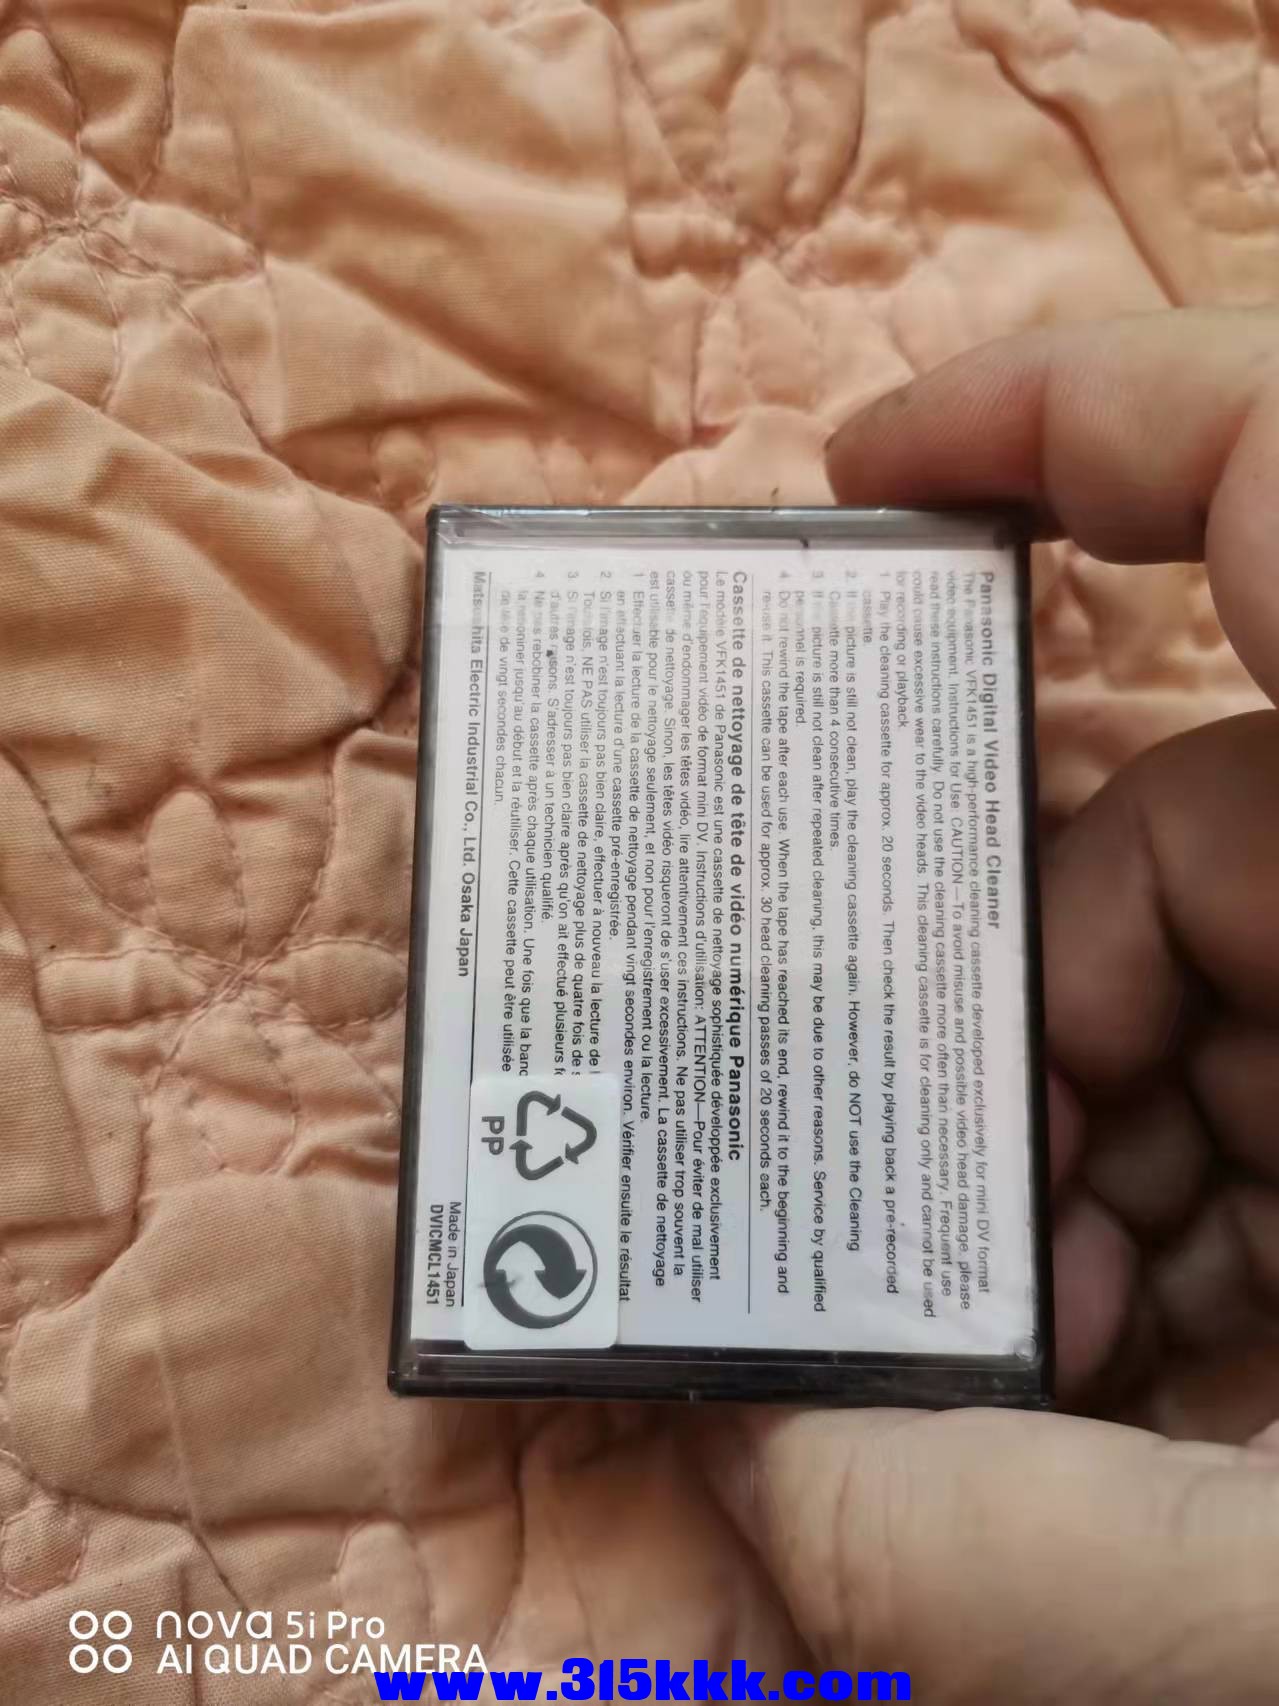 Panasonic Digital Video Head Cleaner
The Panasonic VFK1451 is a high-performance cleaning cassette developed exclusively for mini DV format
video equipment. Instructions for Use. CAUTION—To avoid misuse and possible video head damage, please
read these instructions carefully. Do not use the cleaning cassette more often than necessary. Frequent use
could cause excessive wear to the video heads. This cleaning cassette is for cleaning only and cannot be used
for recording or playback.
1 Play the cleaning cassette for approx. 20 seconds. Then check the result by playing back a pre-recorded
cassette.
2. If picture is still not clean, play the cleaning cassette again. However, do NOT use the Cleaning
Cassette more than 4 consecutive times.
3 If picture is still not clean after repeated cleaning, this may be due to other reasons. Service by qualified
personnel is required.
4 Do not rewind the tape after each use. When the tape has reached its end, rewind it to the beginning and
re-use it. This cassette can be used for approx. 30 head cleaning passes of 20 seconds each.
Cassette de nettoyage de tête de vidéo numérique Panasonic
Le modèle VFK1451 de Panasonic est une cassette de nettoyage sophistiquée développée exclusivement
pour l'équipement vidéo de format mini DV. Instructions d'utilisation: ATTENTION—Pour éviter de mal utiliser
ou même d'endommager les têtes vidéo, lire attentivement ces instructions. Ne pas utiliser trop souvent la
cassette de nettoyage. Sinon, les têtes vidéo risqueront de s'user excessivement. La cassette de nettoyage
est utilisable pour le nettoyage seulement, et non pour l'enregistrement ou la lecture.
1 Effectuer la lecture de la cassette de nettoyage pendant vingt secondes environ. Vérifier ensuite le résultat
en effectuant la lecture d'une cassette pré-enregistrée.
2 Si l'image n'est toujours pas bien claire, effectuer à nouveau la lecture de
Toutefois, NE PAS utiliser la cassette de nettoyage plus de quatre fois de
3 Si l'image n'est toujours pas bien claire après qu'on ait effectué plusieurs
d'autres raisons. S'adresser à un technicien qualifié.
4 Ne pas rebobiner la cassette après chaque utilisation. Une fois que la
la jusqu'au début et la réutiliser. Cette cassette peut être utilisée
de vingt secondes chacun.
Matsushita Electric Industrial Co., Ltd. Osaka Japan
Made in Japan
DVICMCL1451
PP
nova 5i Pro
AI QUAD CAMERA
www.315kkk.com